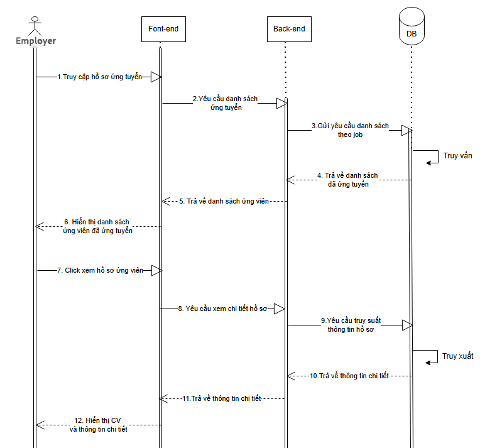 Employer
Font-end
Back-end
DB
1.Truy cập hồ sơ ứng tuyển
2.Yêu cầu danh sách
ứng tuyển
3.Gửi yêu cầu danh sách
theo job
Truy vấn
4. Trả về danh sách
đã ứng tuyển
5. Trả về danh sách ứng viên
6. Hiển thị danh sách
ứng viên đã ứng tuyển
7. Click xem hồ sơ ứng viên
8. Yêu cầu xem chi tiết hồ sơ
9.Yêu cầu truy suất
thông tin hồ sơ
Truy xuất
10.Trả về thông tin chi tiết
11.Trả về thông tin chi tiết
12. Hiển thị CV
và thông tin chi tiết